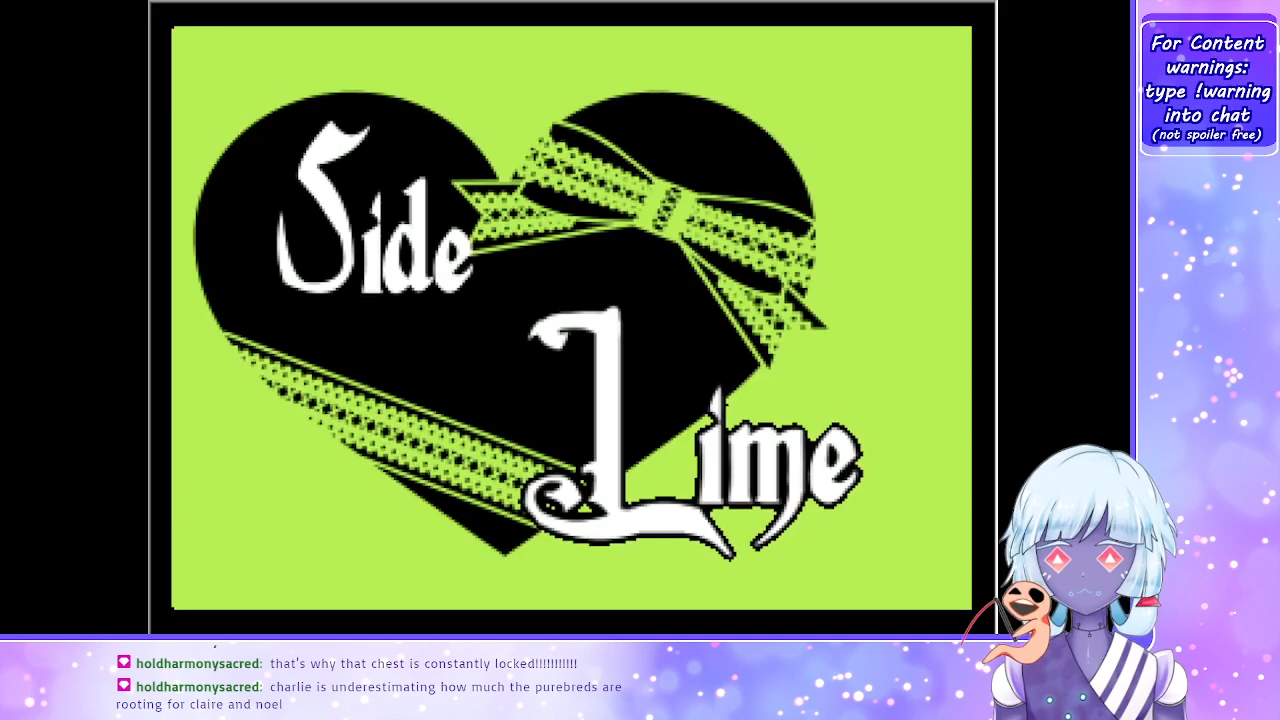 Side
Lime
For Content
warnings:
type !warning
into chat
(not spoiler free)
holdharmonysacred: that's why that chest is constantly locked!!!!!!!!!!!
holdharmonysacred: charlie is underestimating how much the purebreds are
rooting for claire and noel